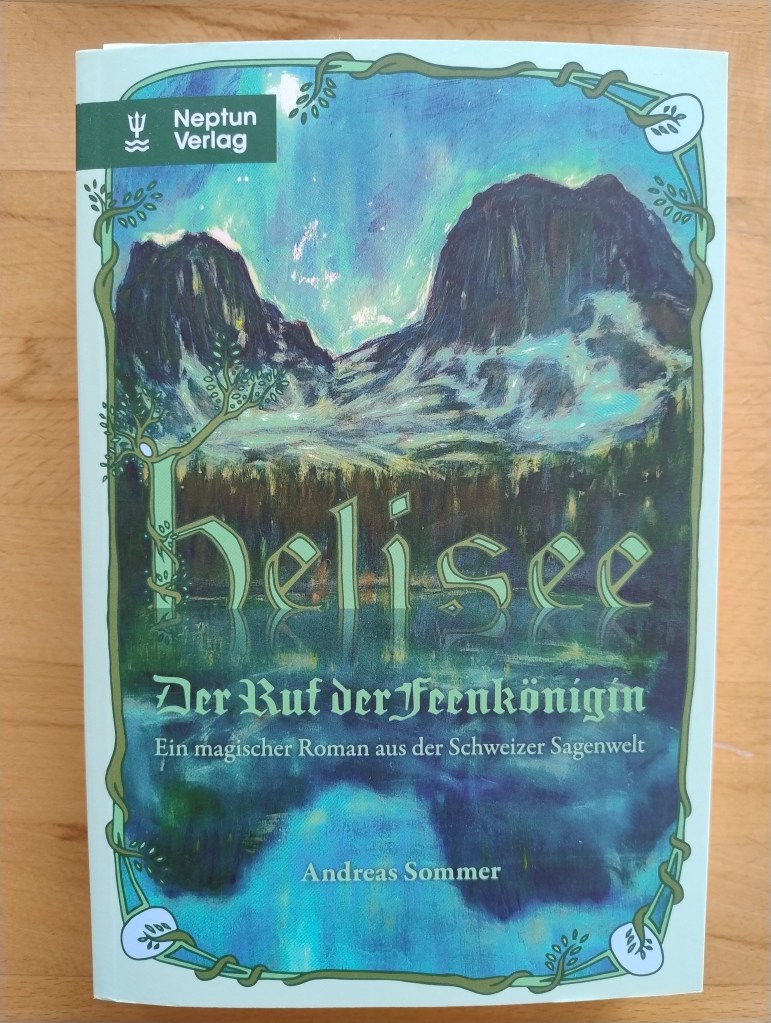 Neptun
Verlag
helisee
Der Ruf der Feenkönigin
Ein magischer Roman aus der Schweizer Sagenwelt
Andreas Sommer